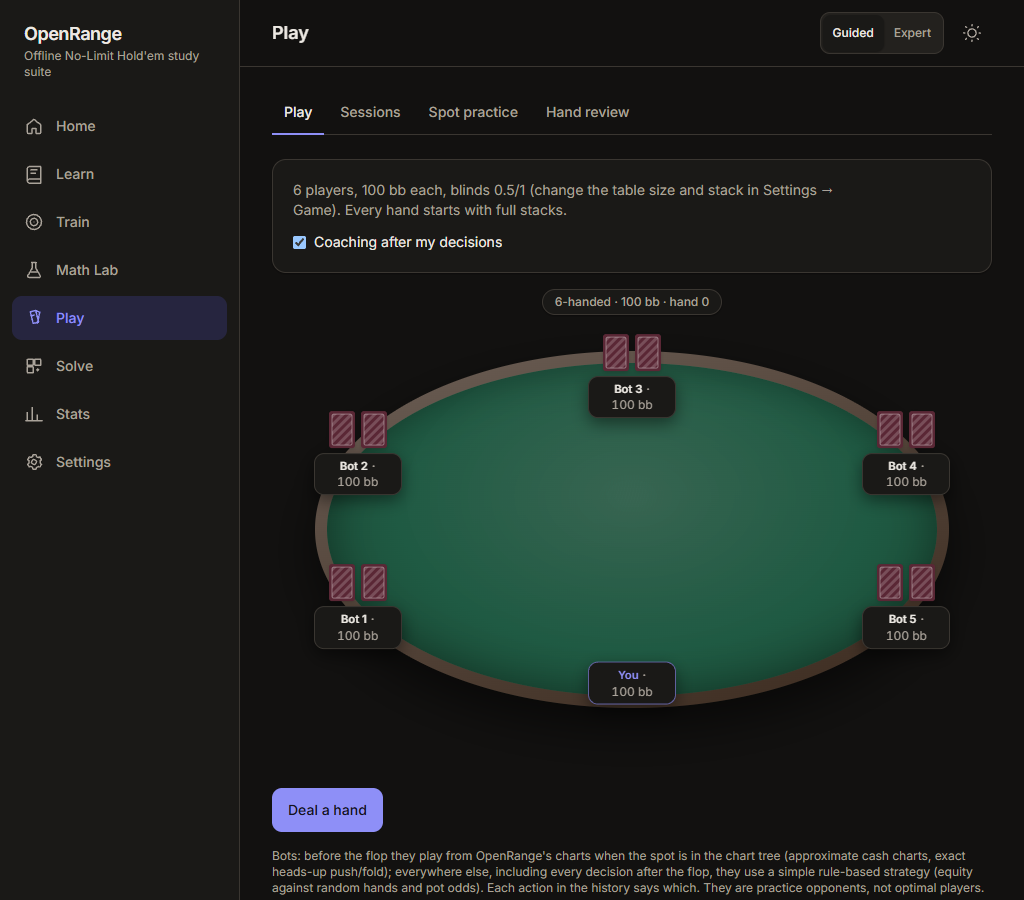 OpenRange
Offline No-Limit Hold'em study
suite
Home
Learn
Train
Math Lab
Play
Solve
Stats
Settings
Play
Guided
Expert
Play
Sessions
Spot practice
Hand review
6 players, 100 bb each, blinds 0.5/1 (change the table size and stack in Settings →
Game). Every hand starts with full stacks.
Coaching after my decisions
6-handed · 100 bb · hand 0
Bot 3 ·
100 bb
Bot 2 ·
100 bb
Bot 4 ·
100 bb
Bot 1 ·
100 bb
Bot 5 ·
100 bb
You ·
100 bb
Deal a hand
Bots: before the flop they play from OpenRange's charts when the spot is in the chart tree (approximate cash charts, exact
heads-up push/fold); everywhere else, including every decision after the flop, they use a simple rule-based strategy (equity
against random hands and pot odds). Each action in the history says which. They are practice opponents, not optimal players.